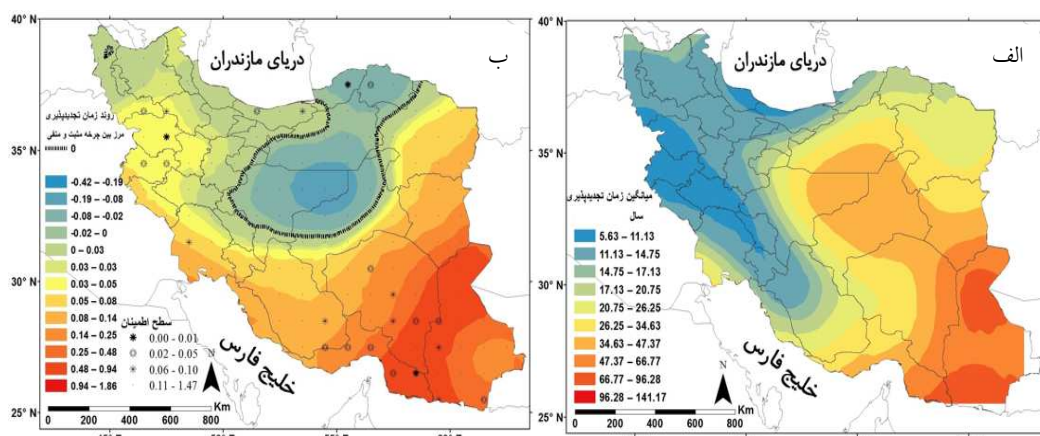 الف
دریای مازندران
40° N
35° N
30° N
25° N
میانگین زمان تجدیدپذیری
سال
5.63 – 11.13
11.13 – 14.75
14.75 – 17.13
17.13 – 20.75
20.75 – 26.25
26.25 – 34.63
34.63 – 47.37
47.37 – 66.77
66.77 – 96.28
96.28 – 141.17
خلیج فارس
N
Km
0 200 400 600 800
ب
دریای مازندران
40° N
35° N
30° N
25° N
روند زمان تجدیدپذیری
مرز بین چرخه مثبت و منفی
0
-0.42 – -0.19
-0.19 – -0.08
-0.08 – -0.02
-0.02 – 0
0 – 0.03
0.03 – 0.03
0.03 – 0.05
0.05 – 0.08
0.08 – 0.14
0.14 – 0.25
0.25 – 0.48
0.48 – 0.94
0.94 – 1.86
سطح اطمینان
0.00 - 0.01
0.02 - 0.05
0.06 - 0.10
0.11 - 1.47
خلیج فارس
N
Km
0 200 400 600 800